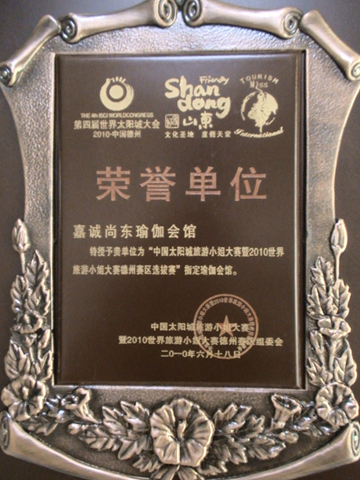 THE 4th ISCI WORLDCONGRESS
第四届世界太阳城大会
2010·中国德州
Friendly
Shan
dong
山東
文化圣地 度假天堂
TOURISM
Miss
International
荣誉单位
嘉诚尚东瑜伽会馆
特授予贵单位为“中国太阳城旅游小姐大赛暨2010世界
旅游小姐大赛德州赛区选拔赛”指定瑜伽会馆。
中国太阳城旅游小姐大赛
暨2010世界旅游小姐大赛德州赛区组委会
二〇一〇年六月十八日